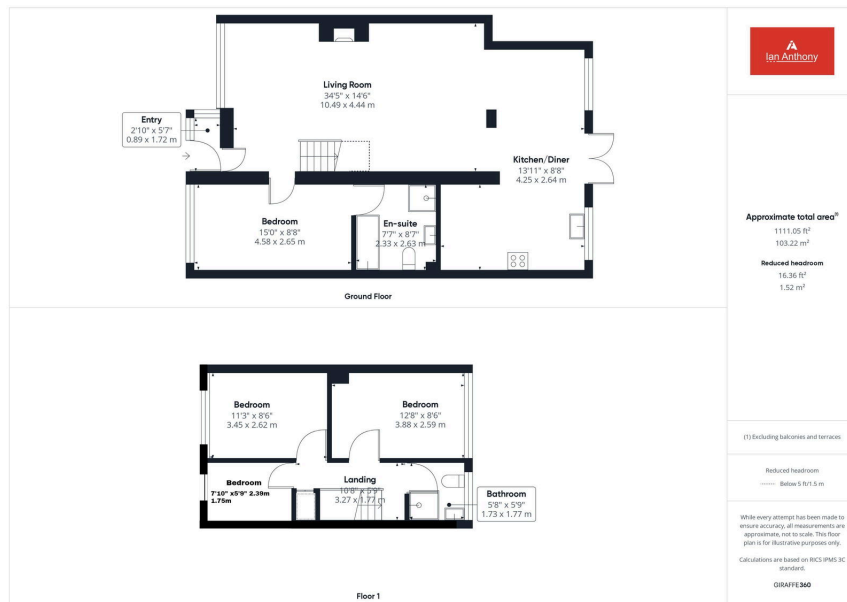 Living Room
34'5" x 14'6"
10.49 x 4.44 m
Entry
2'10" x 5'7"
0.89 x 1.72 m
Kitchen/Diner
13'11" x 8'8"
4.25 x 2.64 m
Bedroom
15'0" x 8'8"
4.58 x 2.65 m
En-suite
7'7" x 8'7"
2.33 x 2.63 m
Ground Floor
Bedroom
11'3" x 8'6"
3.45 x 2.62 m
Bedroom
12'8" x 8'6"
3.88 x 2.59 m
Bedroom
7'10" x5'9" 2.39m
1.75m
Landing
10'8" x 5'9"
3.27 x 1.77 m
Bathroom
5'8" x 5'9"
1.73 x 1.77 m
Floor 1
Ian Anthony
Approximate total area(1)
1111.05 ft²
103.22 m²
Reduced headroom
16.36 ft²
1.52 m²
(1) Excluding balconies and terraces
Reduced headroom
Below 5 ft/1.5 m
While every attempt has been made to
ensure accuracy, all measurements are
approximate, not to scale. This floor
plan is for illustrative purposes only.
Calculations are based on RICS IPMS 3C
standard.
GIRAFFE360